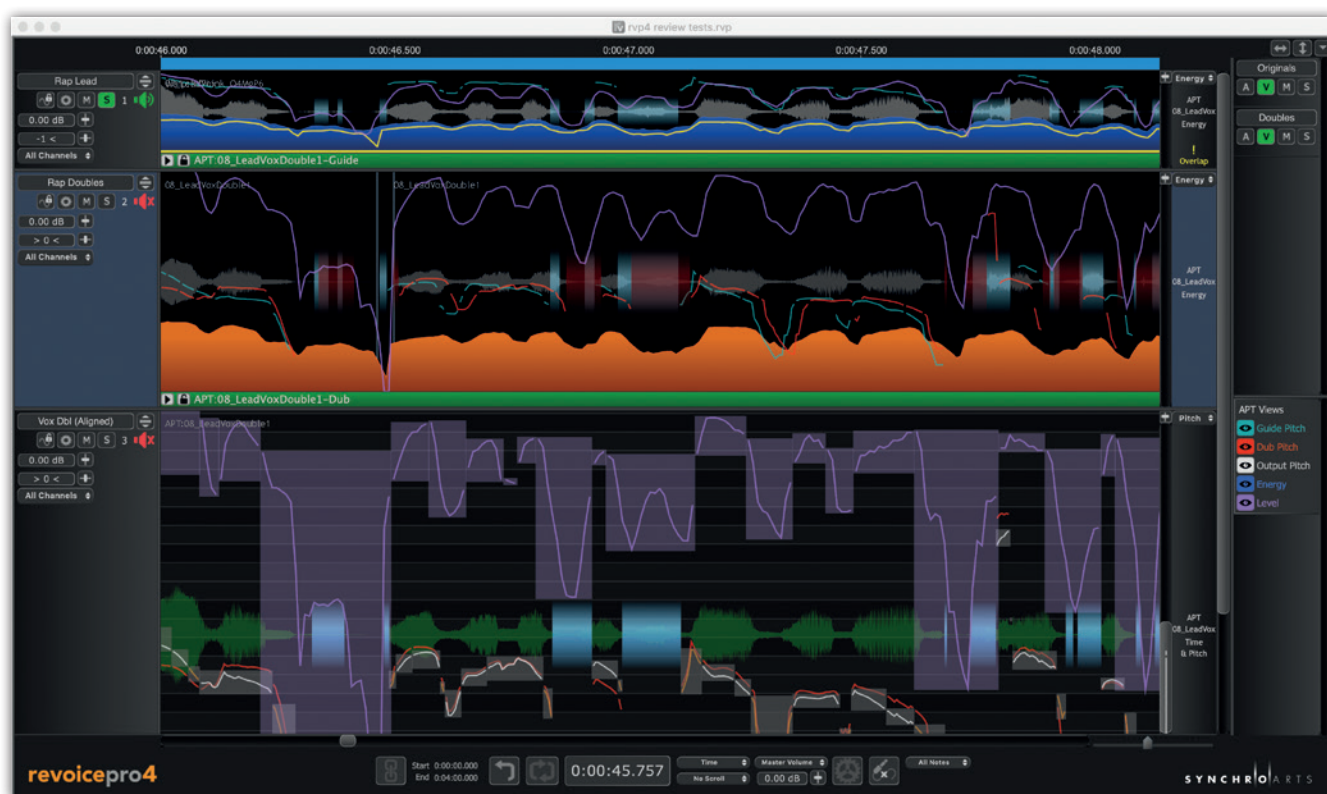 rvp4 review tests.rvp
0:00:46.000 0:00:46.500 0:00:47.000 0:00:47.500 0:00:48.000
Rap Lead
M S 1
0.00 dB
-1 <
All Channels
APT:08_LeadVoxDouble1-Guide
Energy
APT
08_LeadVox
Energy
!
Overlap
Originals
A V M S
Doubles
A V M S
Rap Doubles
M S 2
0.00 dB
> 0 <
All Channels
08_LeadVoxDouble1 08_LeadVoxDouble1
APT:08_LeadVoxDouble1-Dub
Energy
APT
08_LeadVox
Energy
Vox Dbl (Aligned)
M S 3
0.00 dB
> 0 <
All Channels
APT:08_LeadVoxDouble1
Pitch
APT
08_LeadVox
Time
& Pitch
APT Views
Guide Pitch
Dub Pitch
Output Pitch
Energy
Level
revoicepro4
Start 0:00:00.000
End 0:04:00.000
0:00:45.757
Time
No Scroll
Master Volume
0.00 dB
All Notes
SYNCHROARTS